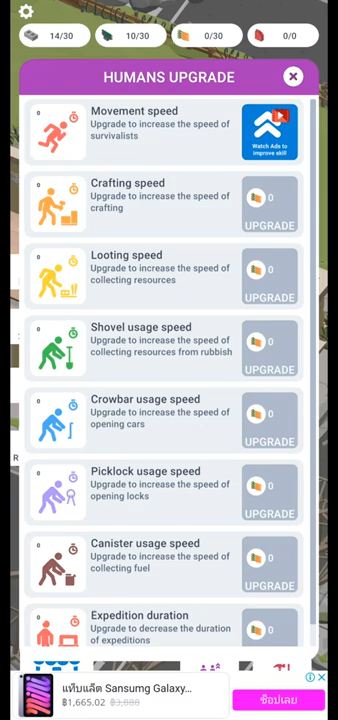 14/30
10/30
0/30
0/0
HUMANS UPGRADE
0
Movement speed
Upgrade to increase the speed of
survivalists
Watch Ads to
improve skill
0
Crafting speed
Upgrade to increase the speed of
crafting
0
UPGRADE
0
Looting speed
Upgrade to increase the speed of
collecting resources
0
UPGRADE
0
Shovel usage speed
Upgrade to increase the speed of
collecting resources from rubbish
0
UPGRADE
0
Crowbar usage speed
Upgrade to increase the speed of
opening cars
0
UPGRADE
0
Picklock usage speed
Upgrade to increase the speed of
opening locks
0
UPGRADE
0
Canister usage speed
Upgrade to increase the speed of
collecting fuel
0
UPGRADE
0
Expedition duration
Upgrade to decrease the duration
of expeditions
0
แท็บแล็ต Sansumg Galaxy...
฿1,665.02 ฿3,888
ช้อปเลย